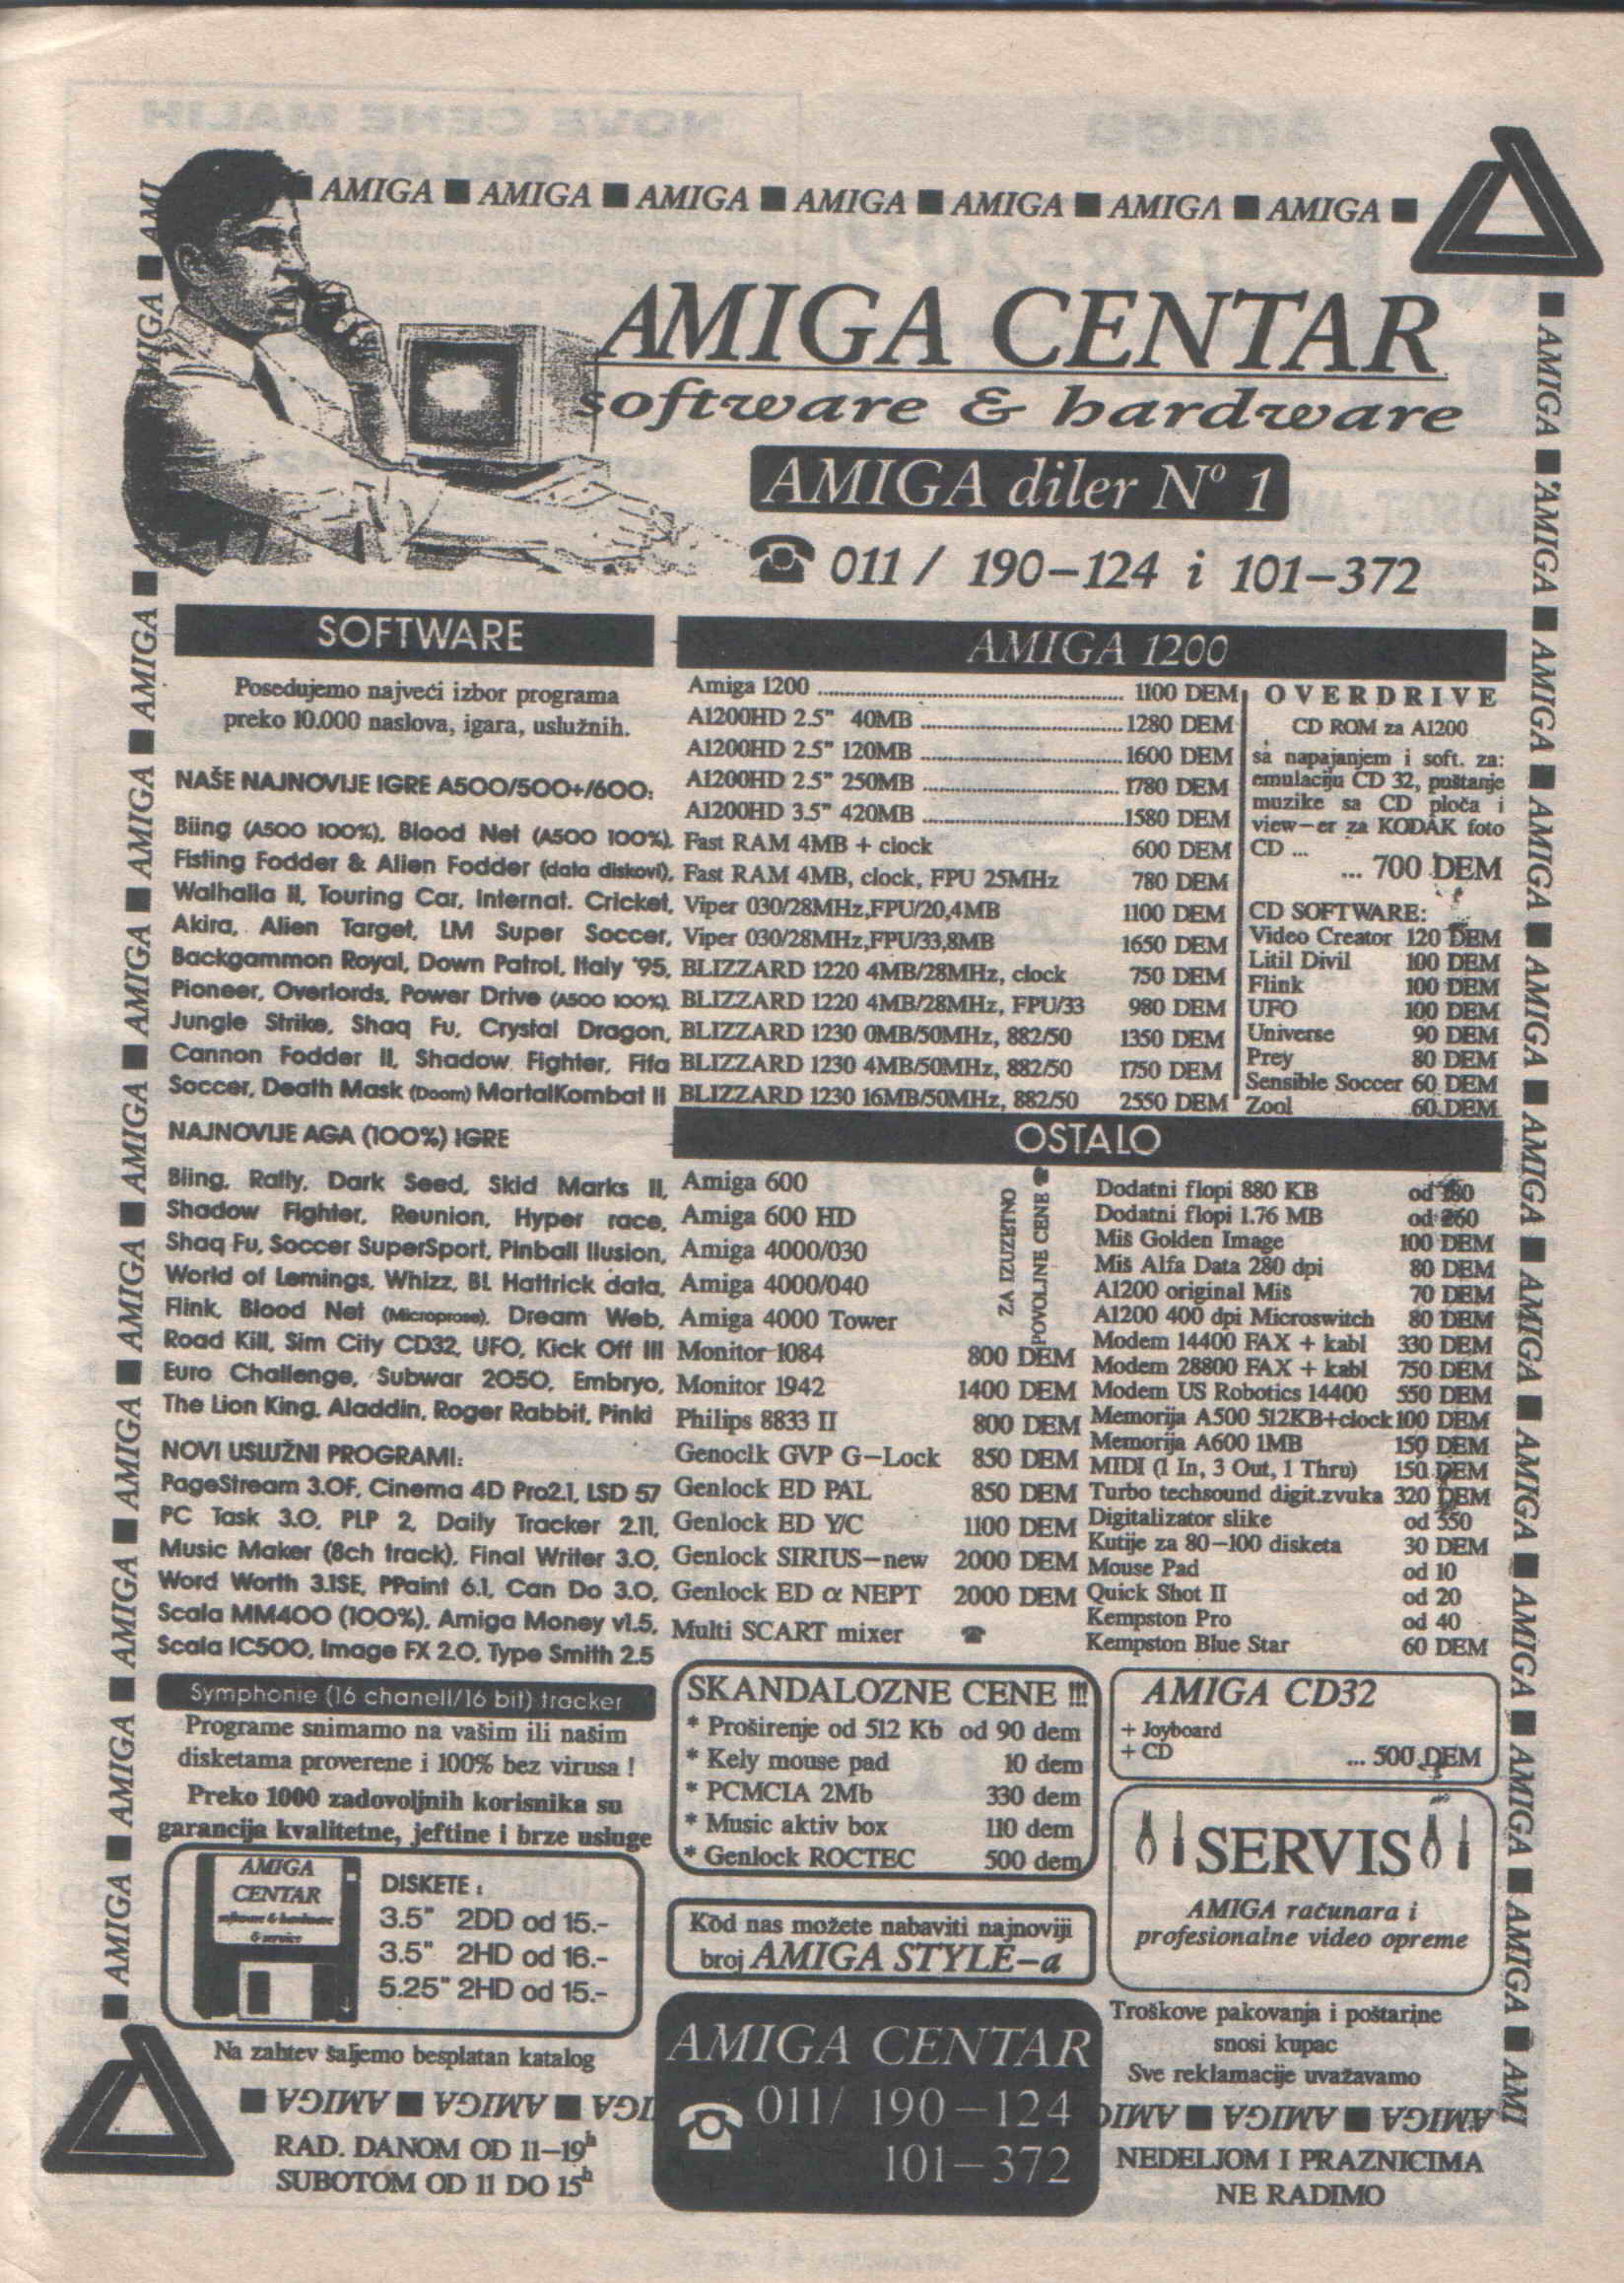 ■ AMIGA ■ AMIGA ■ AMIGA ■ AMIGA ■ AMIGA ■ AMIGA ■ AMIGA ■
AMIGA CENTAR
software & hardware
AMIGA diler Nº 1
☎ 011 / 190-124 i 101-372
SOFTWARE
Posedujemo najveći izbor programa
preko 10.000 naslova, igara, uslužnih.
NAŠE NAJNOVIJE IGRE A500/500+/600:
Biing (A500 100%), Blood Net (A500 100%),
Fisting Fodder & Alien Fodder (data diskovi),
Walhalla II, Touring Car, Internat. Cricket,
Akira, Alien Target, LM Super Soccer,
Backgammon Royal, Down Patrol, Italy '95,
Pioneer, Overlords, Power Drive (A500 100%)
Jungle Strike, Shaq Fu, Crystal Dragon,
Cannon Fodder II, Shadow Fighter, Fifa
Soccer, Death Mask (Doom) MortalKombat II
NAJNOVIJE AGA (100%) IGRE
Bling, Rally, Dark Seed, Skid Marks II,
Shadow Fighter, Reunion, Hyper race,
Shaq Fu, Soccer SuperSport, Pinball Ilusion,
World of Lemings, Whizz, BL Hattrick data,
Flink, Blood Net (Microprose), Dream Web,
Road Kill, Sim City CD32, UFO, Kick Off III
Euro Challenge, Subwar 2050, Embryo,
The Lion King, Aladdin, Roger Rabbit, Pinki
NOVI USLUŽNI PROGRAMI:
PageStream 3.0F, Cinema 4D Pro2.1, LSD 57
PC Task 3.0, PLP 2, Daily Tracker 2.11,
Music Maker (8ch track), Final Writer 3.0,
Word Worth 3.1SE, PPaint 6.1, Can Do 3.0,
Scala MM400 (100%), Amiga Money v1.5,
Scala IC500, Image FX 2.0, Type Smith 2.5
Symphonie (16 chanell/16 bit) tracker
Programe snimamo na vašim ili našim
disketama proverene i 100% bez virusa !
Preko 1000 zadovoljnih korisnika su
garancija kvalitetne, jeftine i brze usluge
AMIGA
CENTAR
software & hardware
& servics
DISKETE :
3.5" 2DD od 15.-
3.5" 2HD od 16.-
5.25" 2HD od 15.-
Na zahtev šaljemo besplatan katalog
AMIGA 1200
Amiga 1200 ........ 1100 DEM
A1200HD 2.5" 40MB ........ 1280 DEM
A1200HD 2.5" 120MB ........ 1600 DEM
A1200HD 2.5" 250MB ........ 1780 DEM
A1200HD 3.5" 420MB ........ 1580 DEM
Fast RAM 4MB + clock 600 DEM
Fast RAM 4MB, clock, FPU 25MHz 780 DEM
Viper 030/28MHz,FPU/20,4MB 1100 DEM
Viper 030/28MHz,FPU/33,8MB 1650 DEM
BLIZZARD 1220 4MB/28MHz, clock 750 DEM
BLIZZARD 1220 4MB/28MHz, FPU/33 980 DEM
BLIZZARD 1230 0MB/50MHz, 882/50 1350 DEM
BLIZZARD 1230 4MB/50MHz, 882/50 1750 DEM
BLIZZARD 1230 16MB/50MHz, 882/50 2550 DEM
OVERDRIVE
CD ROM za A1200
sa napajanjem i soft. za:
emulaciju CD 32, puštanje
muzike sa CD ploča i
view-er za KODAK foto
CD ...
... 700 DEM
CD SOFTWARE:
Video Creator 120 DEM
Litil Divil 100 DEM
Flink 100 DEM
UFO 100 DEM
Universe 90 DEM
Prey 80 DEM
Sensible Soccer 60 DEM
Zool 60 DEM
OSTALO
Amiga 600
Amiga 600 HD
Amiga 4000/030
Amiga 4000/040
Amiga 4000 Tower
ZA IZUZETNO
POVOLJNE CENE ☎
Monitor 1084 800 DEM
Monitor 1942 1400 DEM
Philips 8833 II 800 DEM
Genoclk GVP G-Lock 850 DEM
Genlock ED PAL 850 DEM
Genlock ED Y/C 1100 DEM
Genlock SIRIUS-new 2000 DEM
Genlock ED α NEPT 2000 DEM
Multi SCART mixer ☎
Dodatni flopi 880 KB od
Dodatni flopi 1.76 MB od 260
Miš Golden Image 100 DEM
Miš Alfa Data 280 dpi 80 DEM
A1200 original Miš 70 DEM
A1200 400 dpi Microswitch 80 DEM
Modem 14400 FAX + kabl 330 DEM
Modem 28800 FAX + kabl 750 DEM
Modem US Robotics 14400 550 DEM
Memorija A500 512KB+clock 100 DEM
Memorija A600 1MB 150 DEM
MIDI (1 In, 3 Out, 1 Thru) 150 DEM
Turbo techsound digit.zvuka 320 DEM
Digitalizator slike od 350
Kutije za 80-100 disketa 30 DEM
Mouse Pad od 10
Quick Shot II od 20
Kempston Pro od 40
Kempston Blue Star 60 DEM
SKANDALOZNE CENE !!!
* Proširenje od 512 Kb od 90 dem
* Kely mouse pad 10 dem
* PCMCIA 2Mb 330 dem
* Music aktiv box 110 dem
* Genlock ROCTEC 500 dem
AMIGA CD32
+ Joyboard
+ CD ... 500 DEM
SERVIS
AMIGA računara i
profesionalne video opreme
Kod nas možete nabaviti najnoviji
broj AMIGA STYLE-a
Troškove pakovanja i poštarine
snosi kupac
Sve reklamacije uvažavamo
AMIGA CENTAR
☎ 011/ 190-124
101-372
RAD. DANOM OD 11-19h
SUBOTOM OD 11 DO 15h
NEDELJOM I PRAZNICIMA
NE RADIMO
■ AMIGA ■ AMIGA ■ AMIGA ■ AMIGA ■ AMIGA ■ AMIGA ■ AMIGA ■ AMIGA ■ AMIGA ■ AMIGA
AMIGA ■ AMI
■ AMIGA ■ AMIGA ■ AMIGA ■ AMIGA ■ AMIGA ■ AMIGA ■ AMIGA ■ AMIGA ■ AMIGA ■ AMIGA ■ AMIGA ■ AMI
■ AMIGA ■ AMIGA ■ IGA
AMIGA ■ AMIGA ■ AMIG